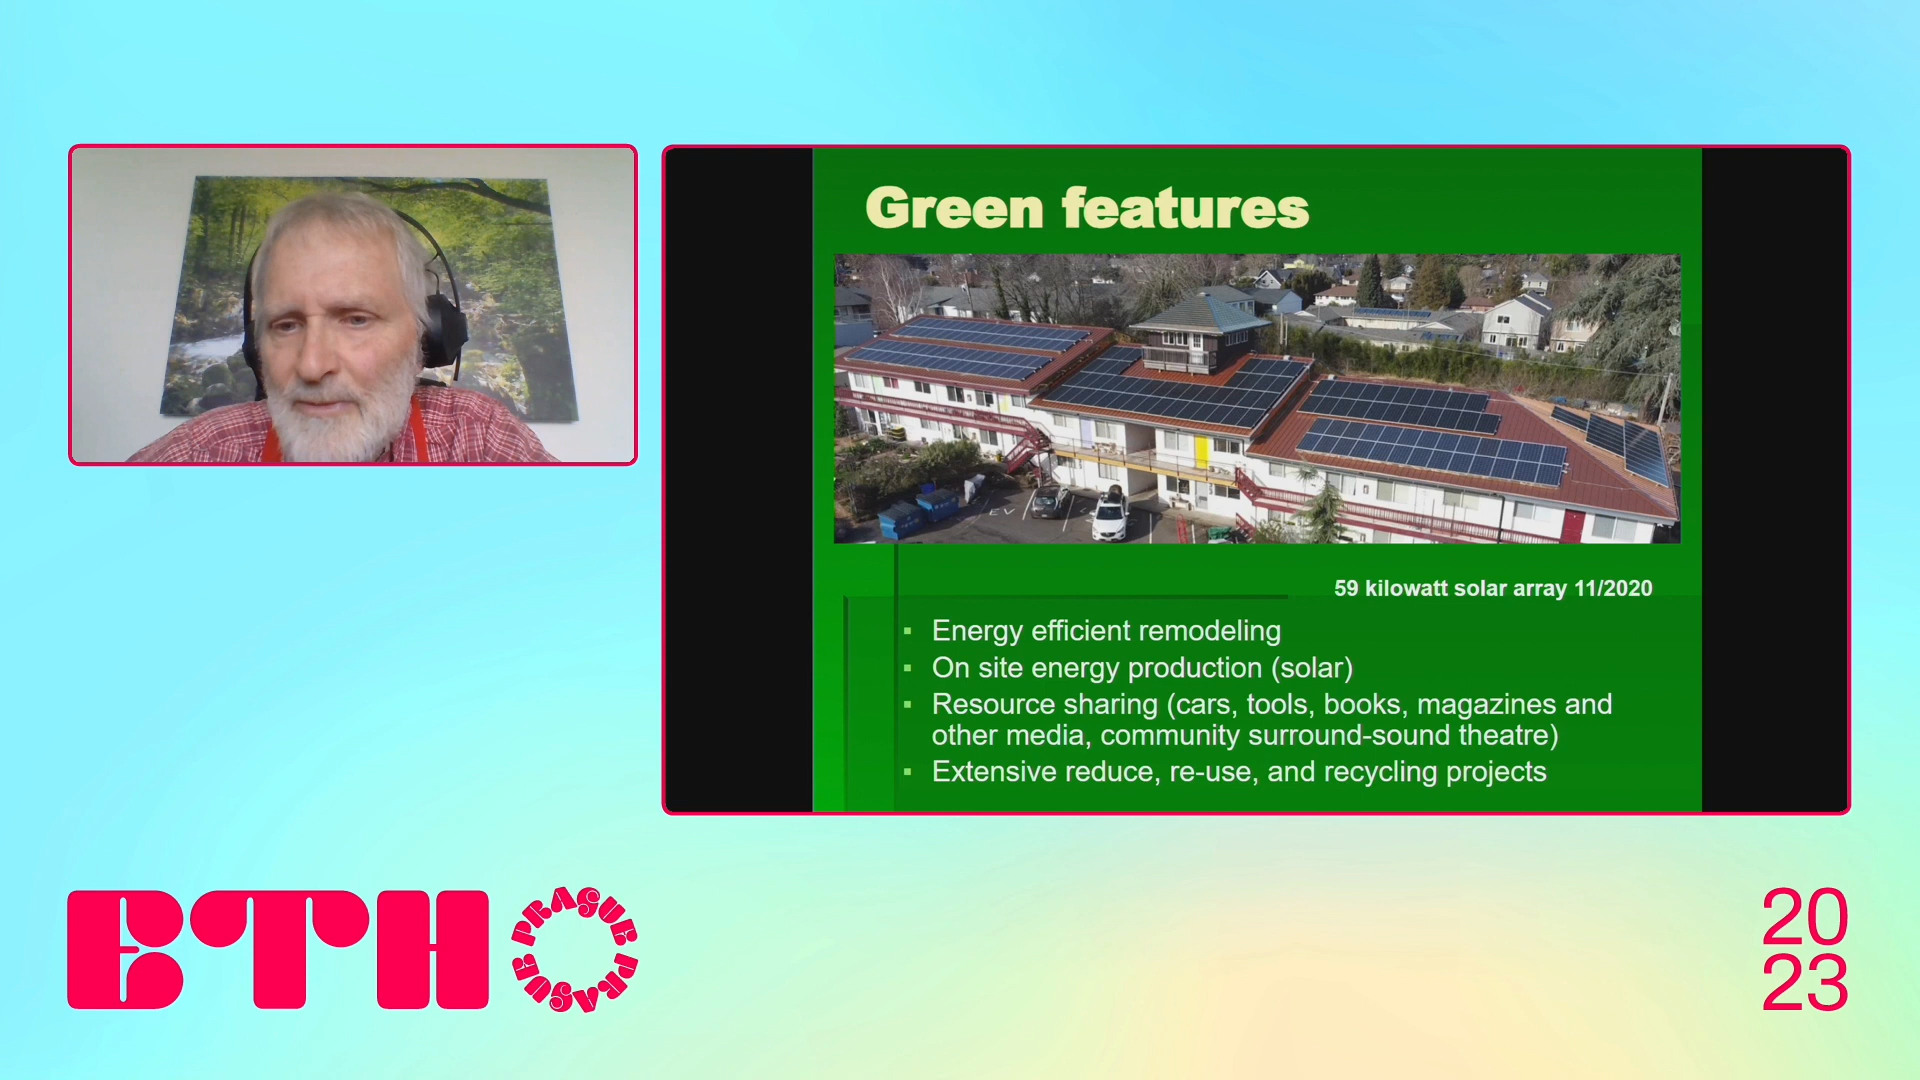 Green features
EV
59 kilowatt solar array 11/2020
▪ Energy efficient remodeling
▪ On site energy production (solar)
▪ Resource sharing (cars, tools, books, magazines and
other media, community surround-sound theatre)
▪ Extensive reduce, re-use, and recycling projects
ETH
PRAGUE PRAGUE
20
23